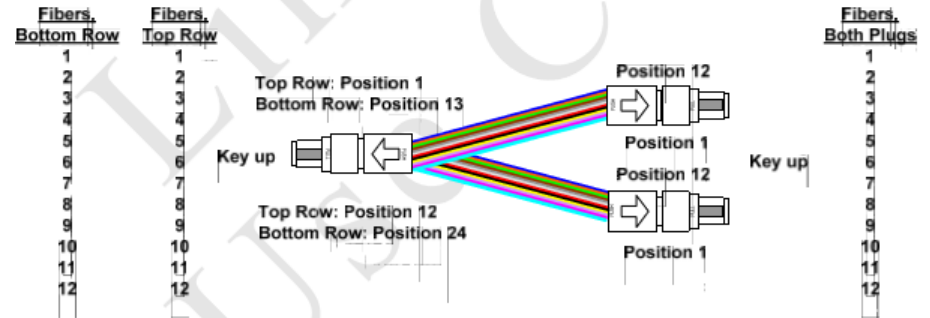 Fibers,
Bottom Row
1
2
3
4
5
6
7
8
9
10
11
12
Fibers,
Top Row
1
2
3
4
5
6
7
8
9
10
11
12
Top Row: Position 1
Bottom Row: Position 13
Key up
Top Row: Position 12
Bottom Row: Position 24
Position 12
Position 1
Position 12
Position 1
Key up
Fibers,
Both Plugs
1
2
3
4
5
6
7
8
9
10
11
12